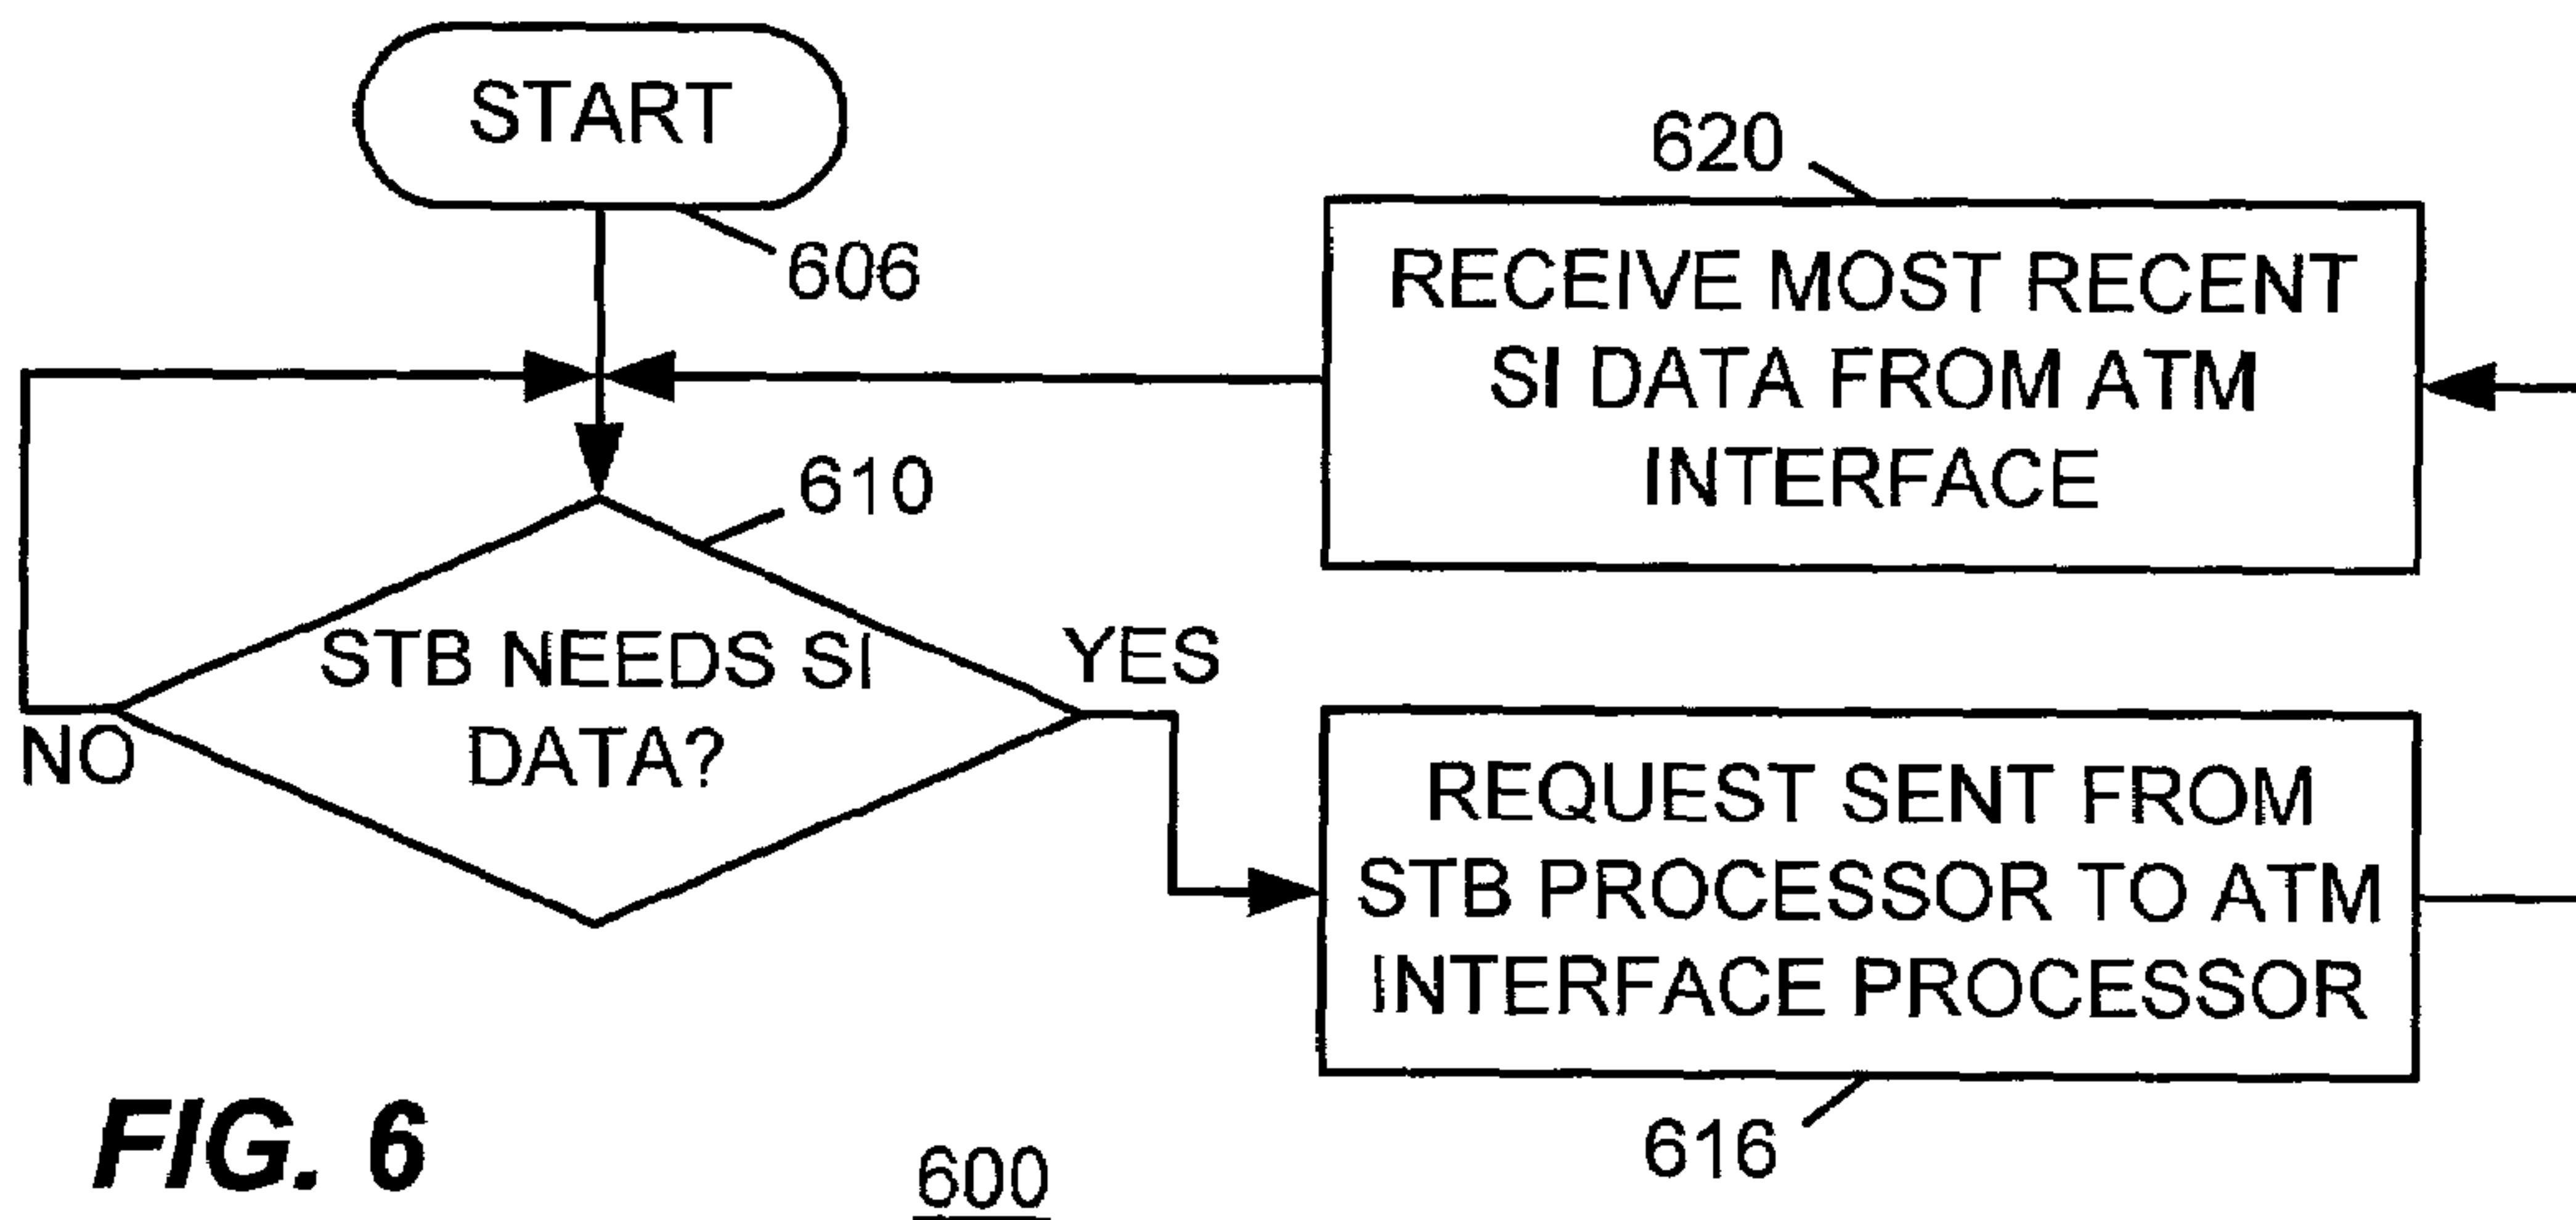 START
606
620
RECEIVE MOST RECENT
SI DATA FROM ATM
INTERFACE
610
STB NEEDS SI
DATA?
YES
NO
REQUEST SENT FROM
STB PROCESSOR TO ATM
INTERFACE PROCESSOR
616
FIG. 6
600